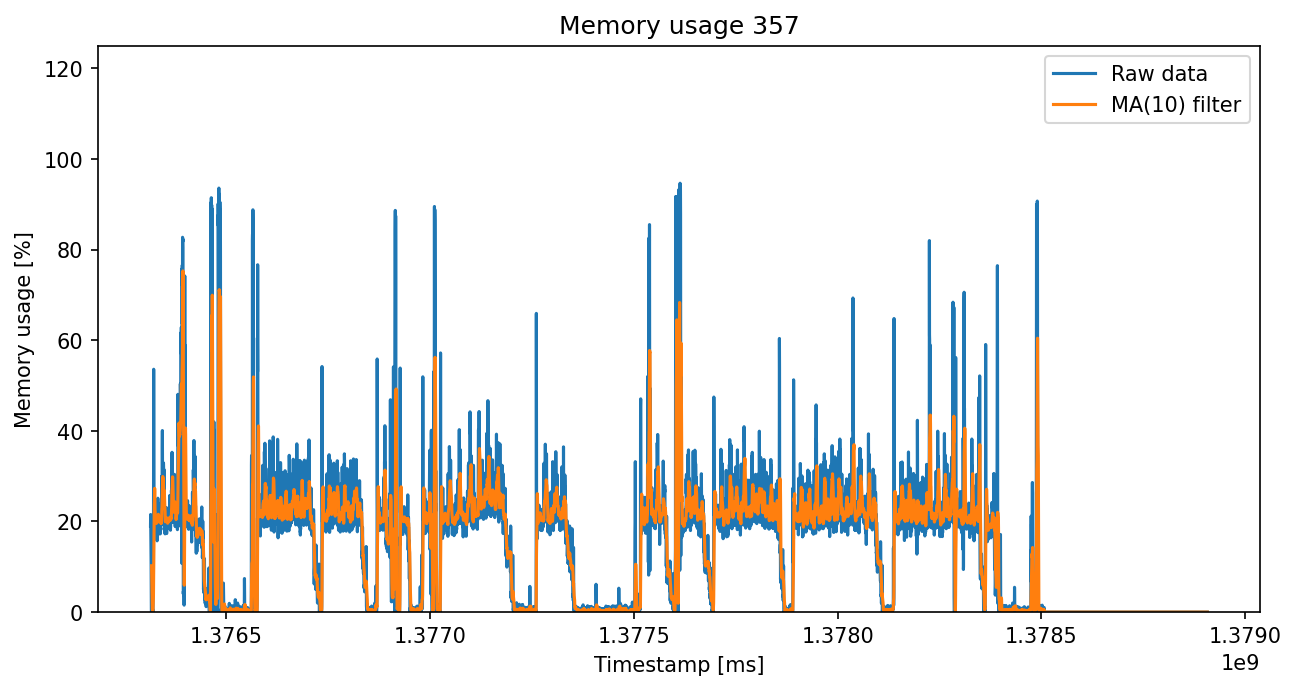 Memory usage 357
Raw data
MA(10) filter
Memory usage [%]
120
100
80
60
40
20
0
1.3765 1.3770 1.3775 1.3780 1.3785 1.3790
1e9
Timestamp [ms]